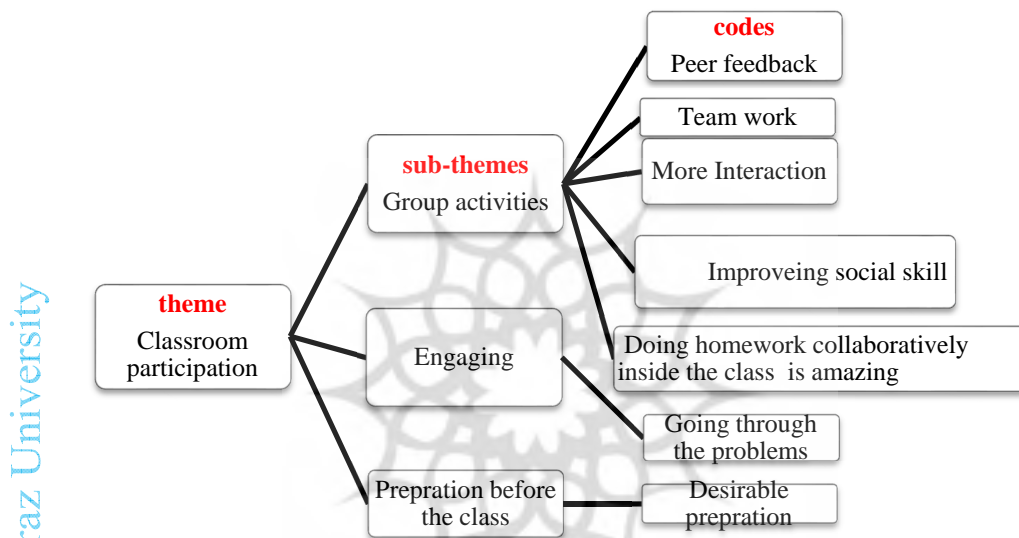 codes
Peer feedback
Team work
sub-themes
Group activities
More Interaction
Improveing social skill
theme
Classroom
participation
Engaging
Doing homework collaboratively
inside the class is amazing
Going through
the problems
Prepration before
the class
Desirable
prepration
raz University